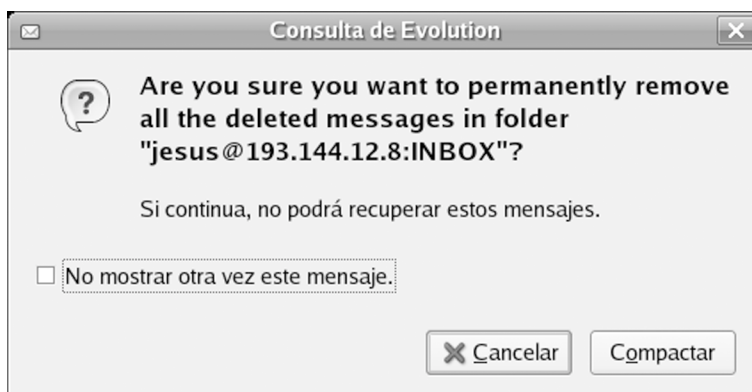 Consulta de Evolution
Are you sure you want to permanently remove
all the deleted messages in folder
"jesus@193.144.12.8:INBOX"?
Si continua, no podrá recuperar estos mensajes.
No mostrar otra vez este mensaje.
Cancelar Compactar